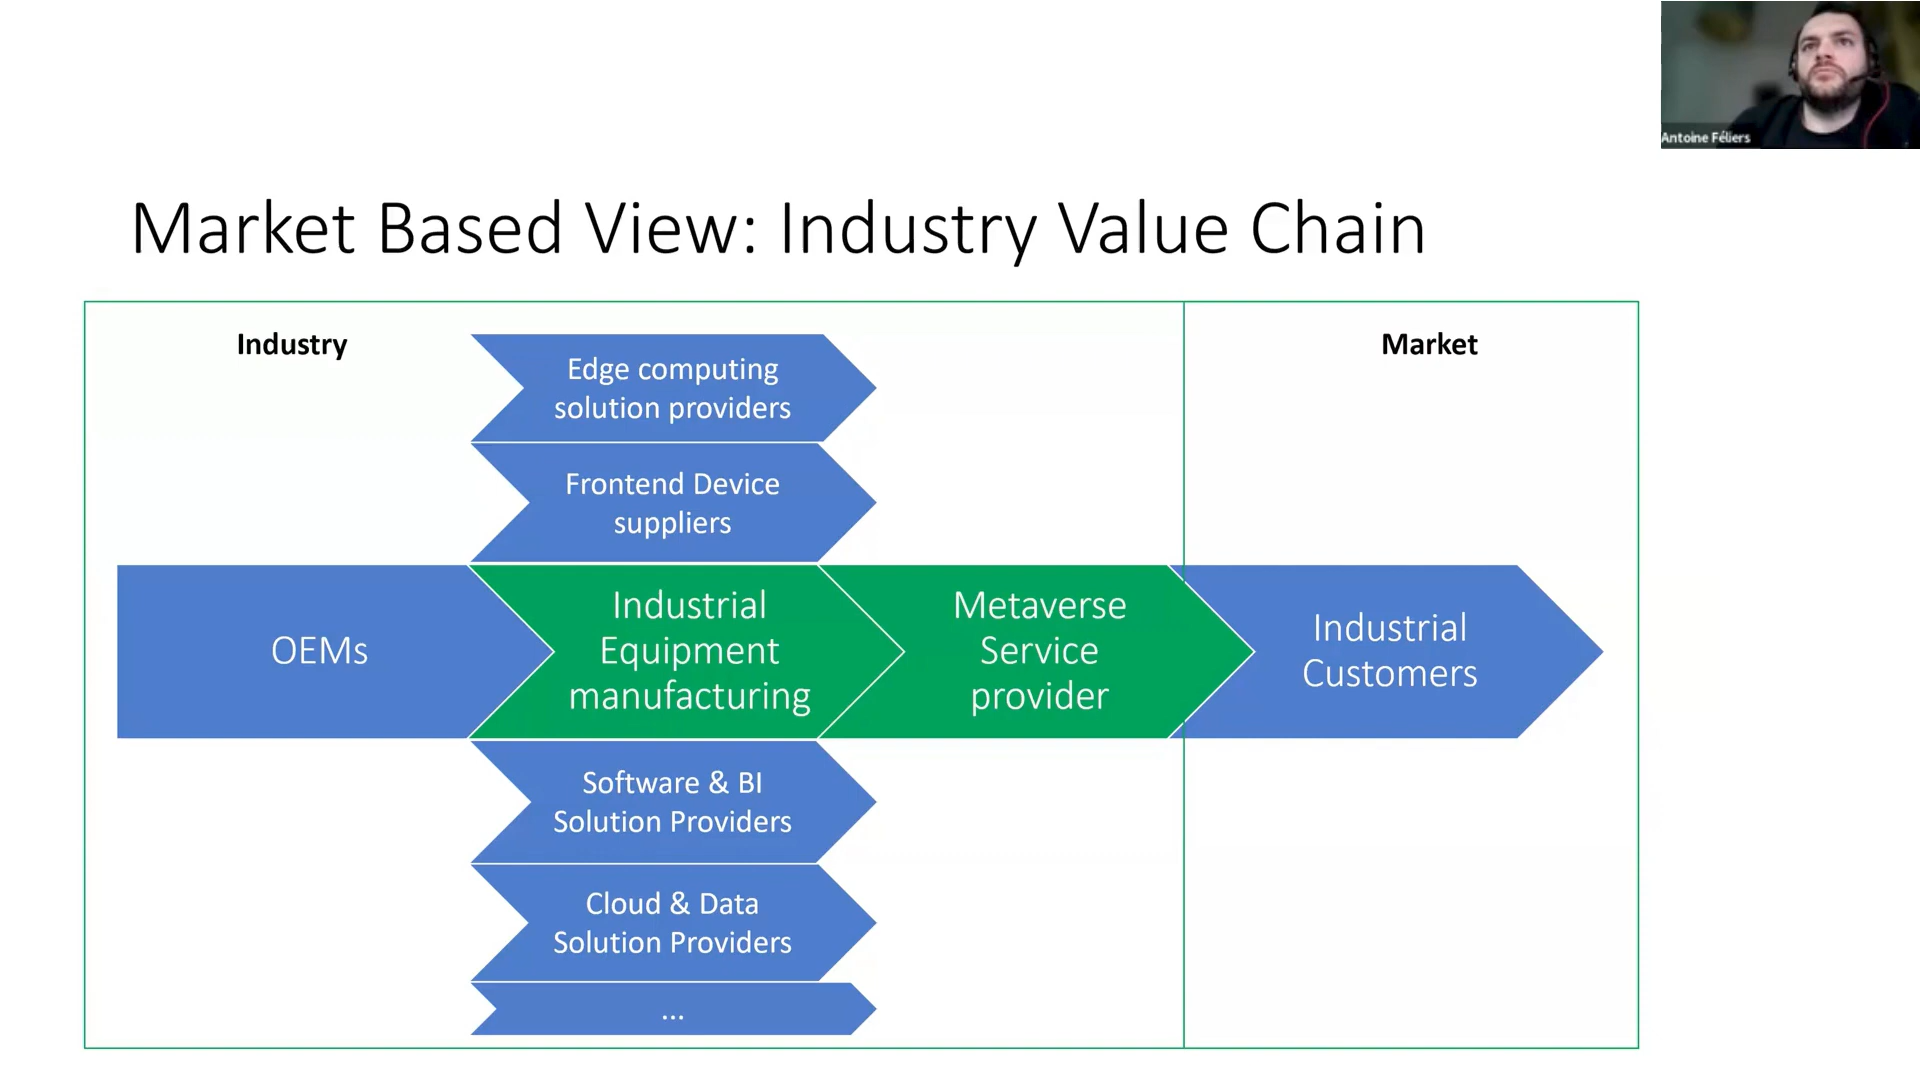 Antoine Féliers
Market Based View: Industry Value Chain
Industry
Market
Edge computing
solution providers
Frontend Device
suppliers
OEMs
Industrial
Equipment
manufacturing
Metaverse
Service
provider
Industrial
Customers
Software & BI
Solution Providers
Cloud & Data
Solution Providers
...